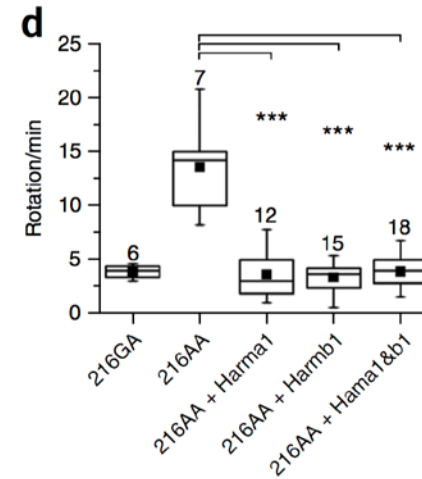 d
25
20
15
10
5
0
Rotation/min
6
7
12
15
18
***
***
***
216GA
216AA
216AA + Harma1
216AA + Harmb1
216AA + Hama1&b1